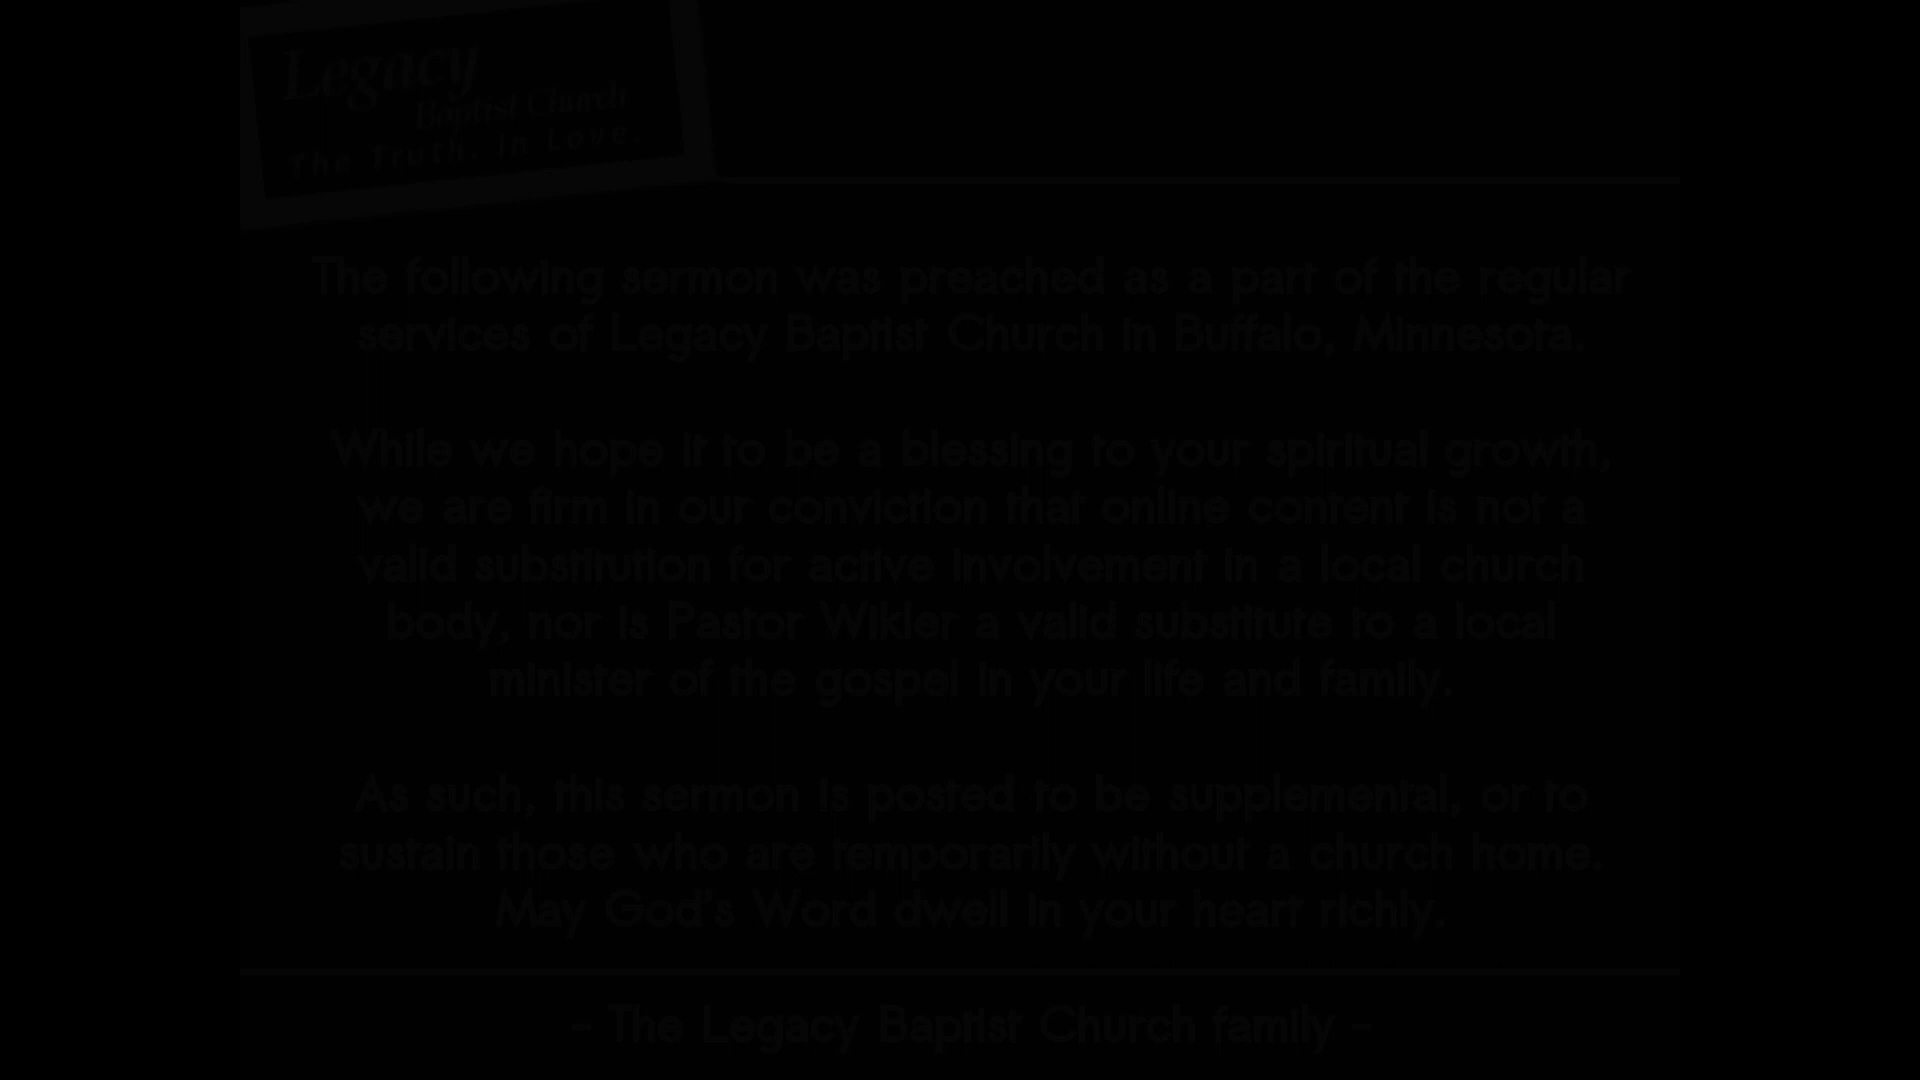 Legacy
Baptist Church
The Truth. In Love.
The following sermon was preached as a part of the regular
services of Legacy Baptist Church in Buffalo, Minnesota.
While we hope it to be a blessing to your spiritual growth,
we are firm in our conviction that online content is not a
valid substitution for active involvement in a local church
body, nor is Pastor Wikler a valid substitute to a local
minister of the gospel in your life and family.
As such, this sermon is posted to be supplemental, or to
sustain those who are temporarily without a church home.
May God's Word dwell in your heart richly.
- The Legacy Baptist Church family -